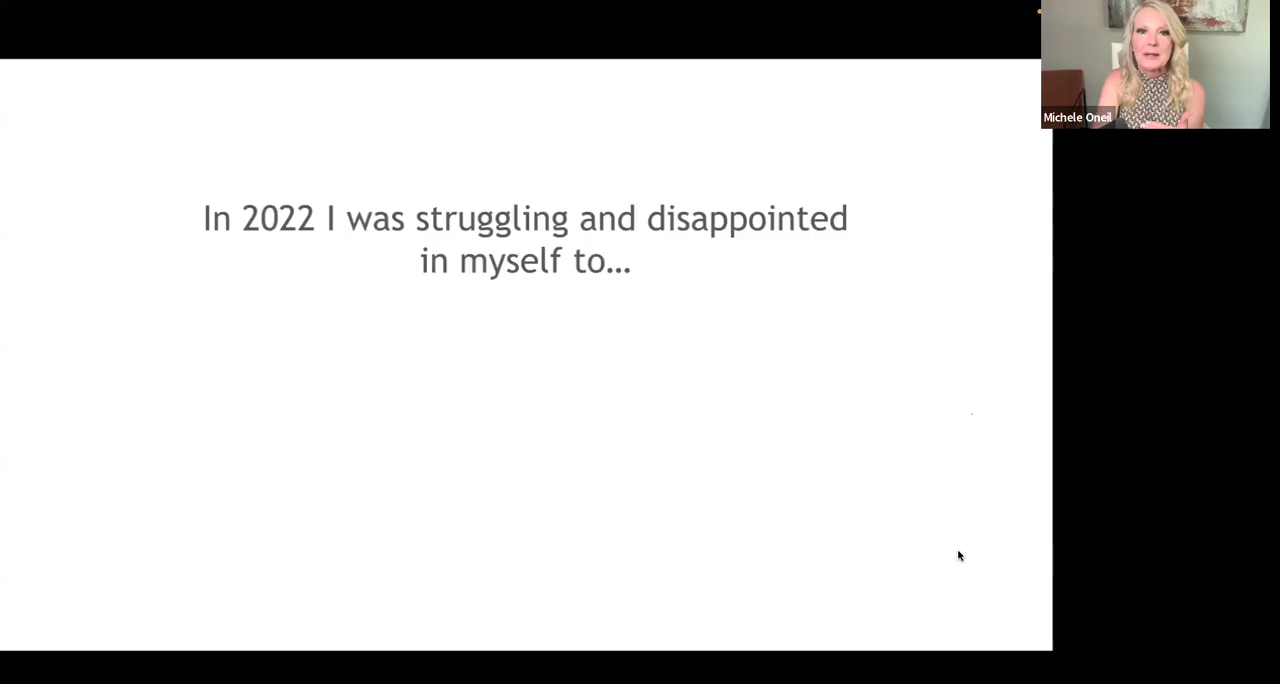 Michele Oneil
In 2022 I was struggling and disappointed
in myself to...